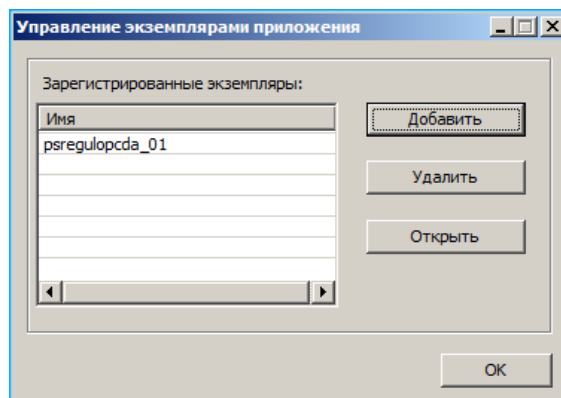 Управление экземплярами приложения
Зарегистрированные экземпляры:
Имя
psregulopcda_01
Добавить
Удалить
Открыть
OK